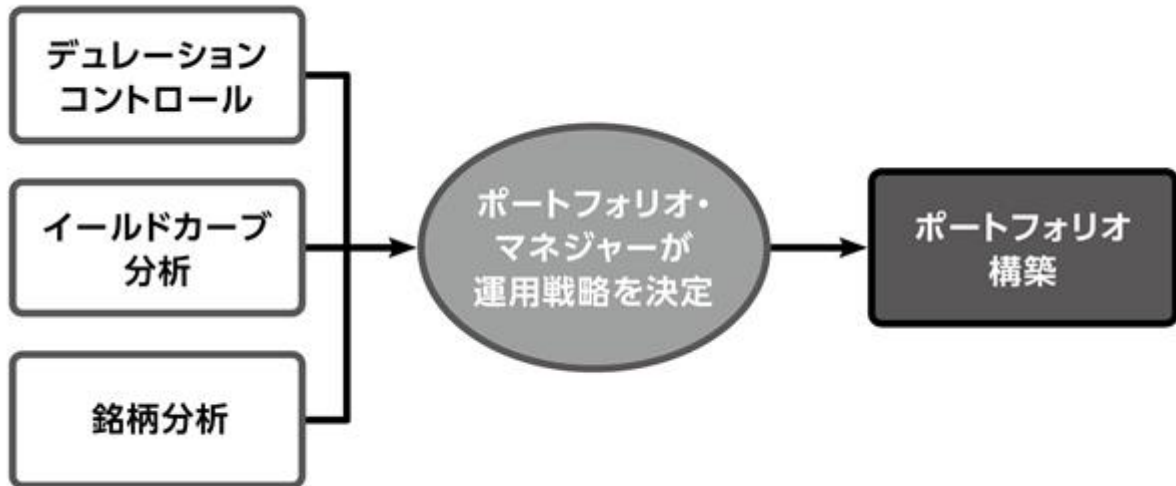 デュレーション
コントロール
イールドカーブ
分析
銘柄分析
ポートフォリオ・
マネジャーが
運用戦略を決定
ポートフォリオ
構築